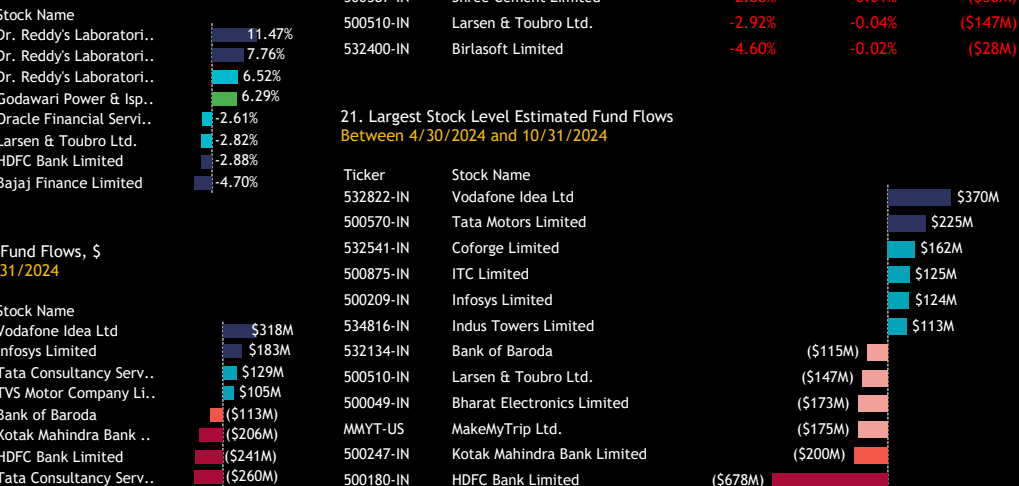 Stock Name
Dr. Reddy's Laboratori.. 11.47%
Dr. Reddy's Laboratori.. 7.76%
Dr. Reddy's Laboratori.. 6.52%
Godawari Power & Isp.. 6.29%
Oracle Financial Servi.. -2.61%
Larsen & Toubro Ltd. -2.82%
HDFC Bank Limited -2.88%
Bajaj Finance Limited -4.70%
Fund Flows, $
31/2024
Stock Name
Vodafone Idea Ltd $318M
Infosys Limited $183M
Tata Consultancy Serv.. $129M
TVS Motor Company Li.. $105M
Bank of Baroda ($113M)
Kotak Mahindra Bank .. ($206M)
HDFC Bank Limited ($241M)
Tata Consultancy Serv.. ($260M)
500510-IN Larsen & Toubro Ltd. -2.92% -0.04% ($147M)
532400-IN Birlasoft Limited -4.60% -0.02% ($28M)
21. Largest Stock Level Estimated Fund Flows
Between 4/30/2024 and 10/31/2024
Ticker Stock Name
532822-IN Vodafone Idea Ltd $370M
500570-IN Tata Motors Limited $225M
532541-IN Coforge Limited $162M
500875-IN ITC Limited $125M
500209-IN Infosys Limited $124M
534816-IN Indus Towers Limited $113M
532134-IN Bank of Baroda ($115M)
500510-IN Larsen & Toubro Ltd. ($147M)
500049-IN Bharat Electronics Limited ($173M)
MMYT-US MakeMyTrip Ltd. ($175M)
500247-IN Kotak Mahindra Bank Limited ($200M)
500180-IN HDFC Bank Limited ($678M)